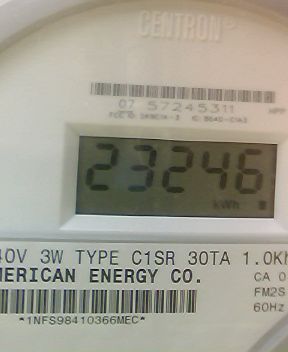 CENTRON®
07 57245311
23246
kWh
40V 3W TYPE C1SR 30TA 1.0Kh
MERICAN ENERGY CO.
CA 0
FM2S
60Hz
*1NFS98410366MEC*